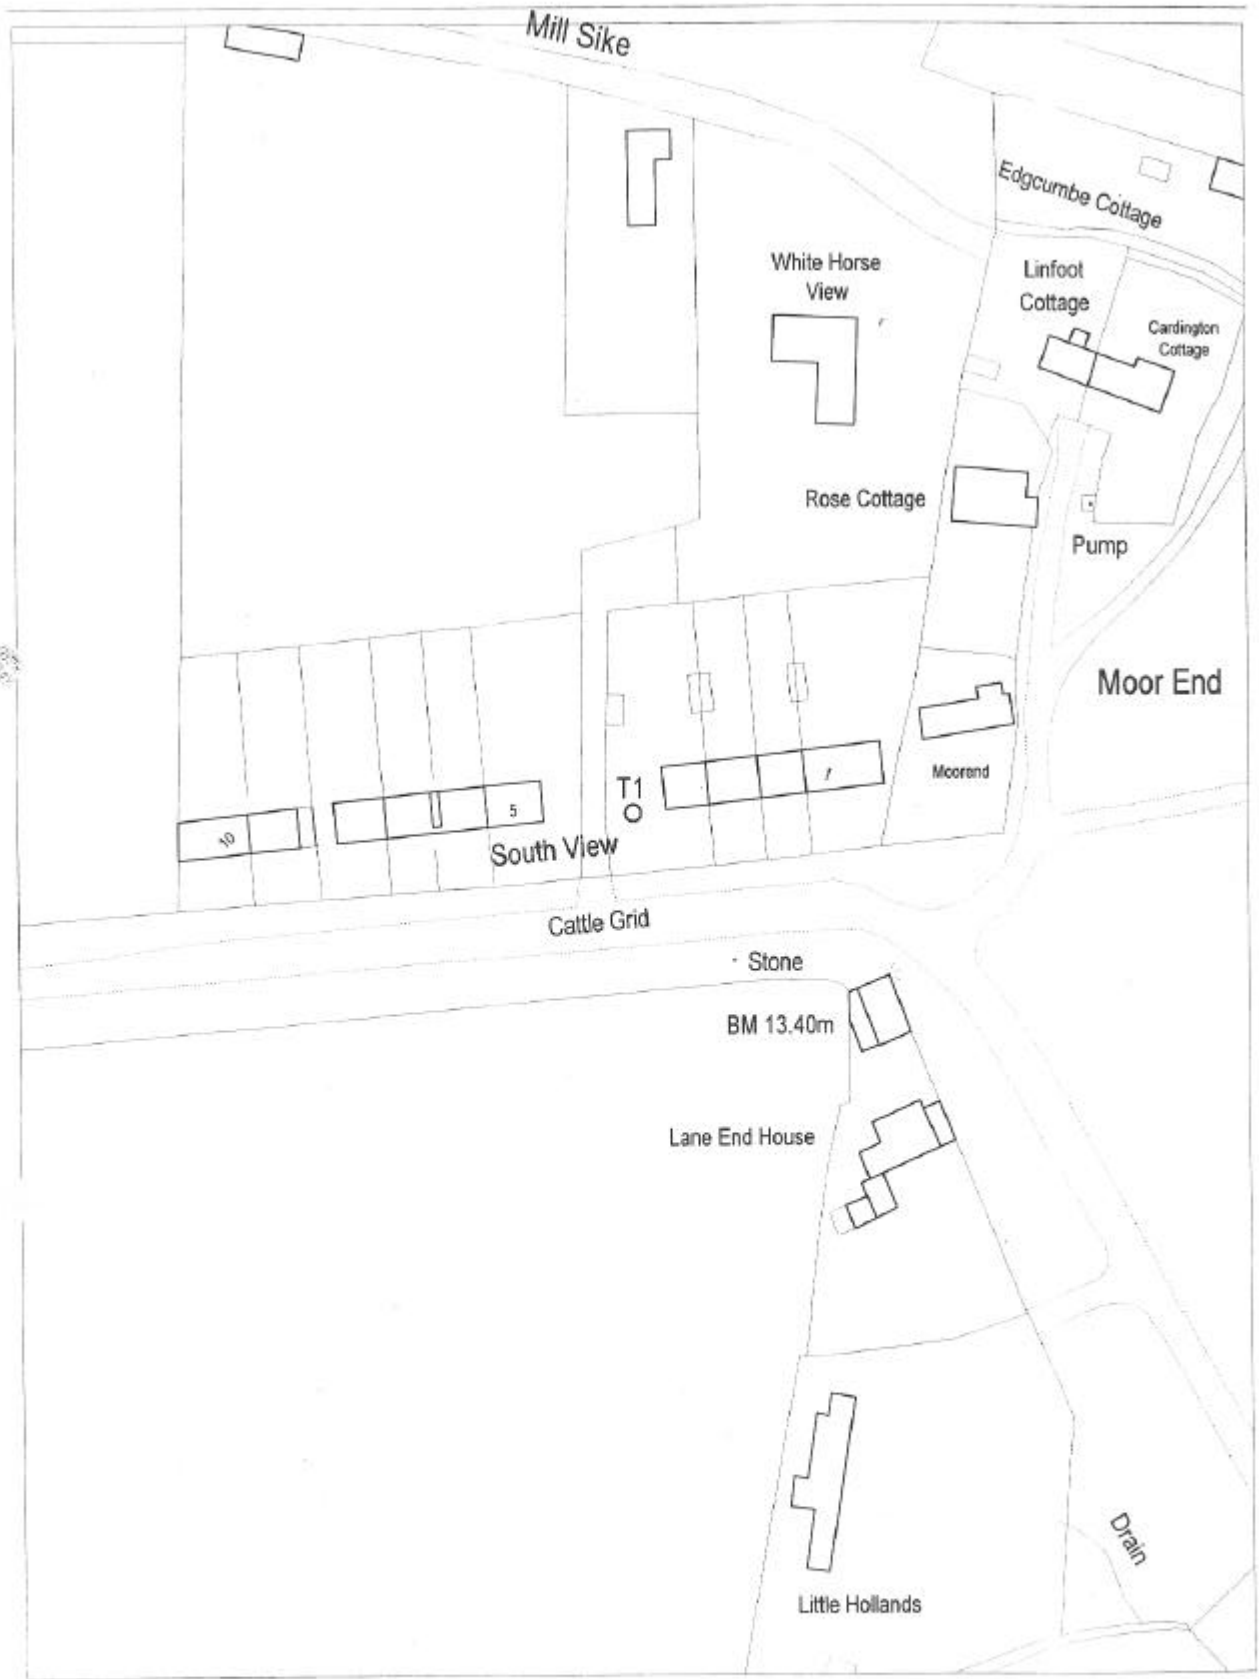 Mill Sike
Edgcumbe Cottage
White Horse
View
Linfoot
Cottage
Cardington
Cottage
Rose Cottage
Pump
Moor End
Moorend
T1
1
5
10
South View
Cattle Grid
Stone
BM 13.40m
Lane End House
Little Hollands
Drain